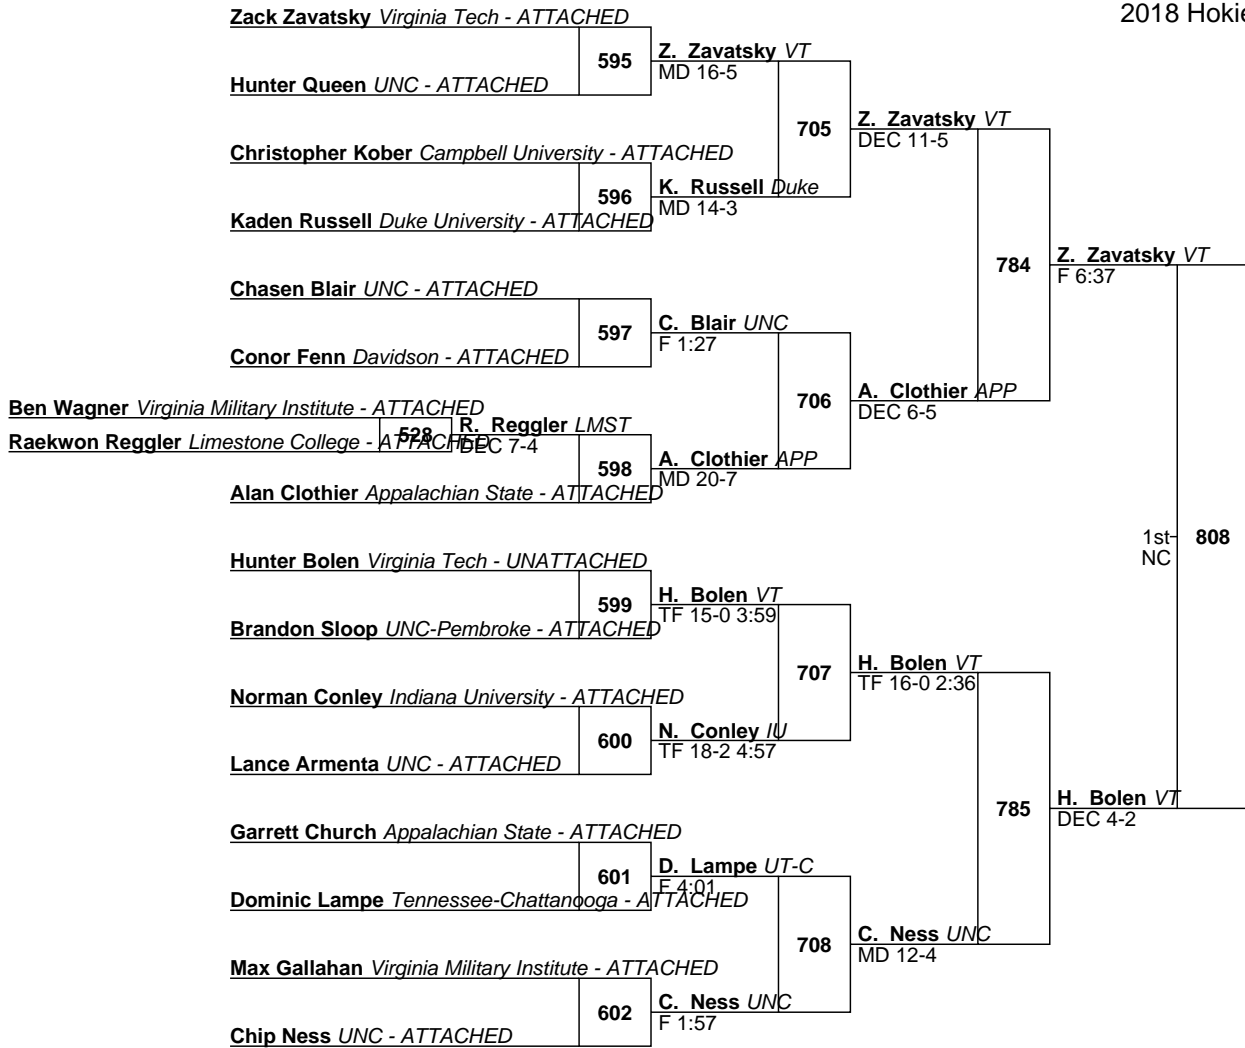 2018 Hokie
Zack Zavatsky Virginia Tech - ATTACHED
595
Z. Zavatsky VT
MD 16-5
Hunter Queen UNC - ATTACHED
705
Z. Zavatsky VT
DEC 11-5
Christopher Kober Campbell University - ATTACHED
596
K. Russell Duke
MD 14-3
Kaden Russell Duke University - ATTACHED
784
Z. Zavatsky VT
F 6:37
Chasen Blair UNC - ATTACHED
597
C. Blair UNC
F 1:27
Conor Fenn Davidson - ATTACHED
706
A. Clothier APP
DEC 6-5
Ben Wagner Virginia Military Institute - ATTACHED
528
R. Reggler LMST
DEC 7-4
Raekwon Reggler Limestone College - ATTACHED
598
A. Clothier APP
MD 20-7
Alan Clothier Appalachian State - ATTACHED
1st
NC
808
Hunter Bolen Virginia Tech - UNATTACHED
599
H. Bolen VT
TF 15-0 3:59
Brandon Sloop UNC-Pembroke - ATTACHED
707
H. Bolen VT
TF 16-0 2:36
Norman Conley Indiana University - ATTACHED
600
N. Conley IU
TF 18-2 4:57
Lance Armenta UNC - ATTACHED
785
H. Bolen VT
DEC 4-2
Garrett Church Appalachian State - ATTACHED
601
D. Lampe UT-C
F 4:01
Dominic Lampe Tennessee-Chattanooga - ATTACHED
708
C. Ness UNC
MD 12-4
Max Gallahan Virginia Military Institute - ATTACHED
602
C. Ness UNC
F 1:57
Chip Ness UNC - ATTACHED